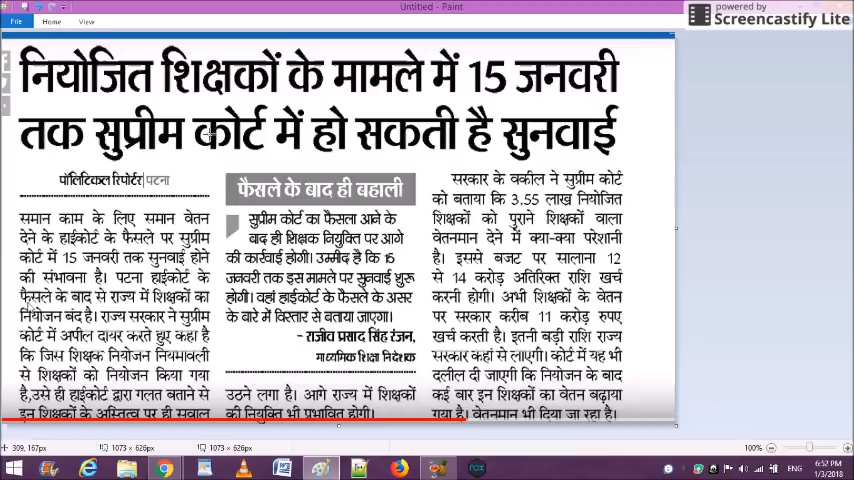 Untitled - Paint
powered by
Screencastify Lite
File Home View
नियोजित शिक्षकों के मामले में 15 जनवरी
तक सुप्रीम कोर्ट में हो सकती है सुनवाई
पॉलिटिकल रिपोर्टर|पटना
समान काम के लिए समान वेतन
देने के हाईकोर्ट के फैसले पर सुप्रीम
कोर्ट में 15 जनवरी तक सुनवाई होने
की संभावना है। पटना हाईकोर्ट के
फैसले के बाद से राज्य में शिक्षकों का
नियोजन बंद है। राज्य सरकार ने सुप्रीम
कोर्ट में अपील दायर करते हुए कहा है
कि जिस शिक्षक नियोजन नियमावली
से शिक्षकों को नियोजन किया गया
है,उसे ही हाईकोर्ट द्वारा गलत बताने से
इन शिक्षकों के अस्तित्व पर ही सवाल
फैसले के बाद ही बहाली
सुप्रीम कोर्ट का फैसला आने के
बाद ही शिक्षक नियुक्ति पर आगे
की कार्रवाई होगी। उम्मीद है कि 15
जनवरी तक इस मामले पर सुनवाई शुरू
होगी। वहां हाईकोर्ट के फैसले के असर
के बारे में विस्तार से बताया जाएगा।
- राजीव प्रसाद सिंह रंजन,
माध्यमिक शिक्षा निदेशक
उठने लगा है। आगे राज्य में शिक्षकों
की नियुक्ति भी प्रभावित होगी।
सरकार के वकील ने सुप्रीम कोर्ट
को बताया कि 3.55 लाख नियोजित
शिक्षकों को पुराने शिक्षकों वाला
वेतनमान देने में क्या-क्या परेशानी
है। इससे बजट पर सालाना 12
से 14 करोड़ अतिरिक्त राशि खर्च
करनी होगी। अभी शिक्षकों के वेतन
पर सरकार करीब 11 करोड़ रुपए
खर्च करती है। इतनी बड़ी राशि राज्य
सरकार कहां से लाएगी। कोर्ट में यह भी
दलील दी जाएगी कि नियोजन के बाद
कई बार इन शिक्षकों का वेतन बढ़ाया
गया है। वेतनमान भी दिया जा रहा है।
309, 167px
1073 × 626px
1073 × 626px
100%
ENG
6:52 PM
1/3/2018